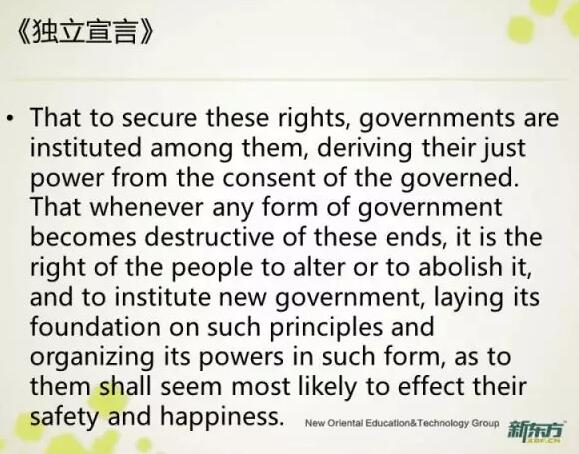 《独立宣言》
• That to secure these rights, governments are
instituted among them, deriving their just
power from the consent of the governed.
That whenever any form of government
becomes destructive of these ends, it is the
right of the people to alter or to abolish it,
and to institute new government, laying its
foundation on such principles and
organizing its powers in such form, as to
them shall seem most likely to effect their
safety and happiness.
New Oriental Education&Technology Group
新东方
XDF.CN